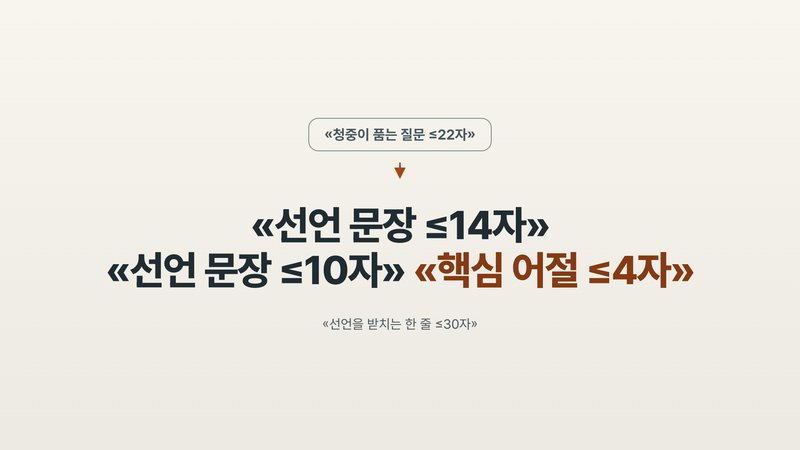 «청중이 품는 질문 ≤22자»
«선언 문장 ≤14자»
«선언 문장 ≤10자» «핵심 어절 ≤4자»
«선언을 받치는 한 줄 ≤30자»